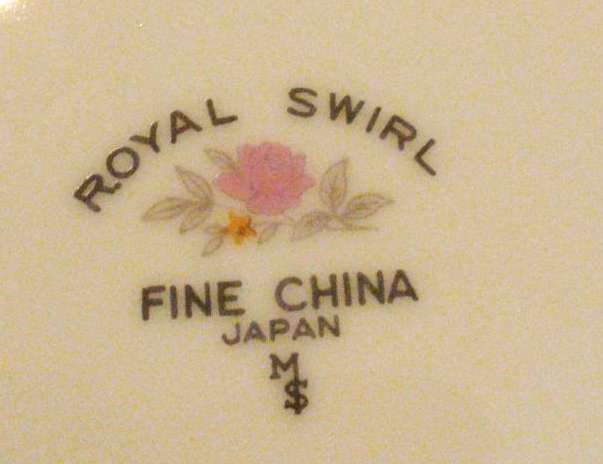 ROYAL SWIRL
FINE CHINA
JAPAN
M
S